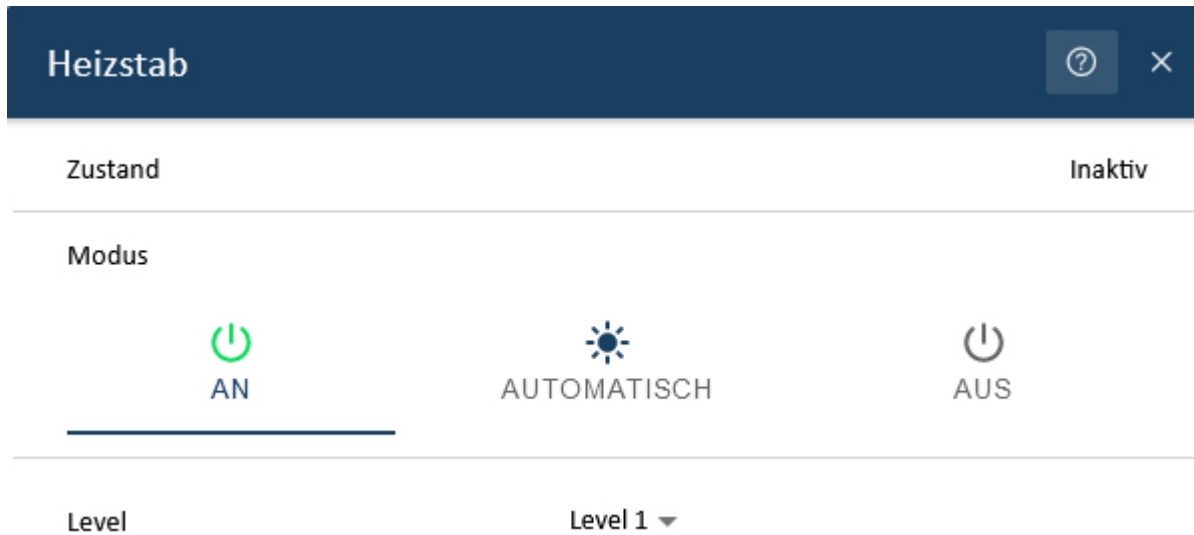 Heizstab
Zustand Inaktiv
Modus
AN AUTOMATISCH AUS
Level Level 1